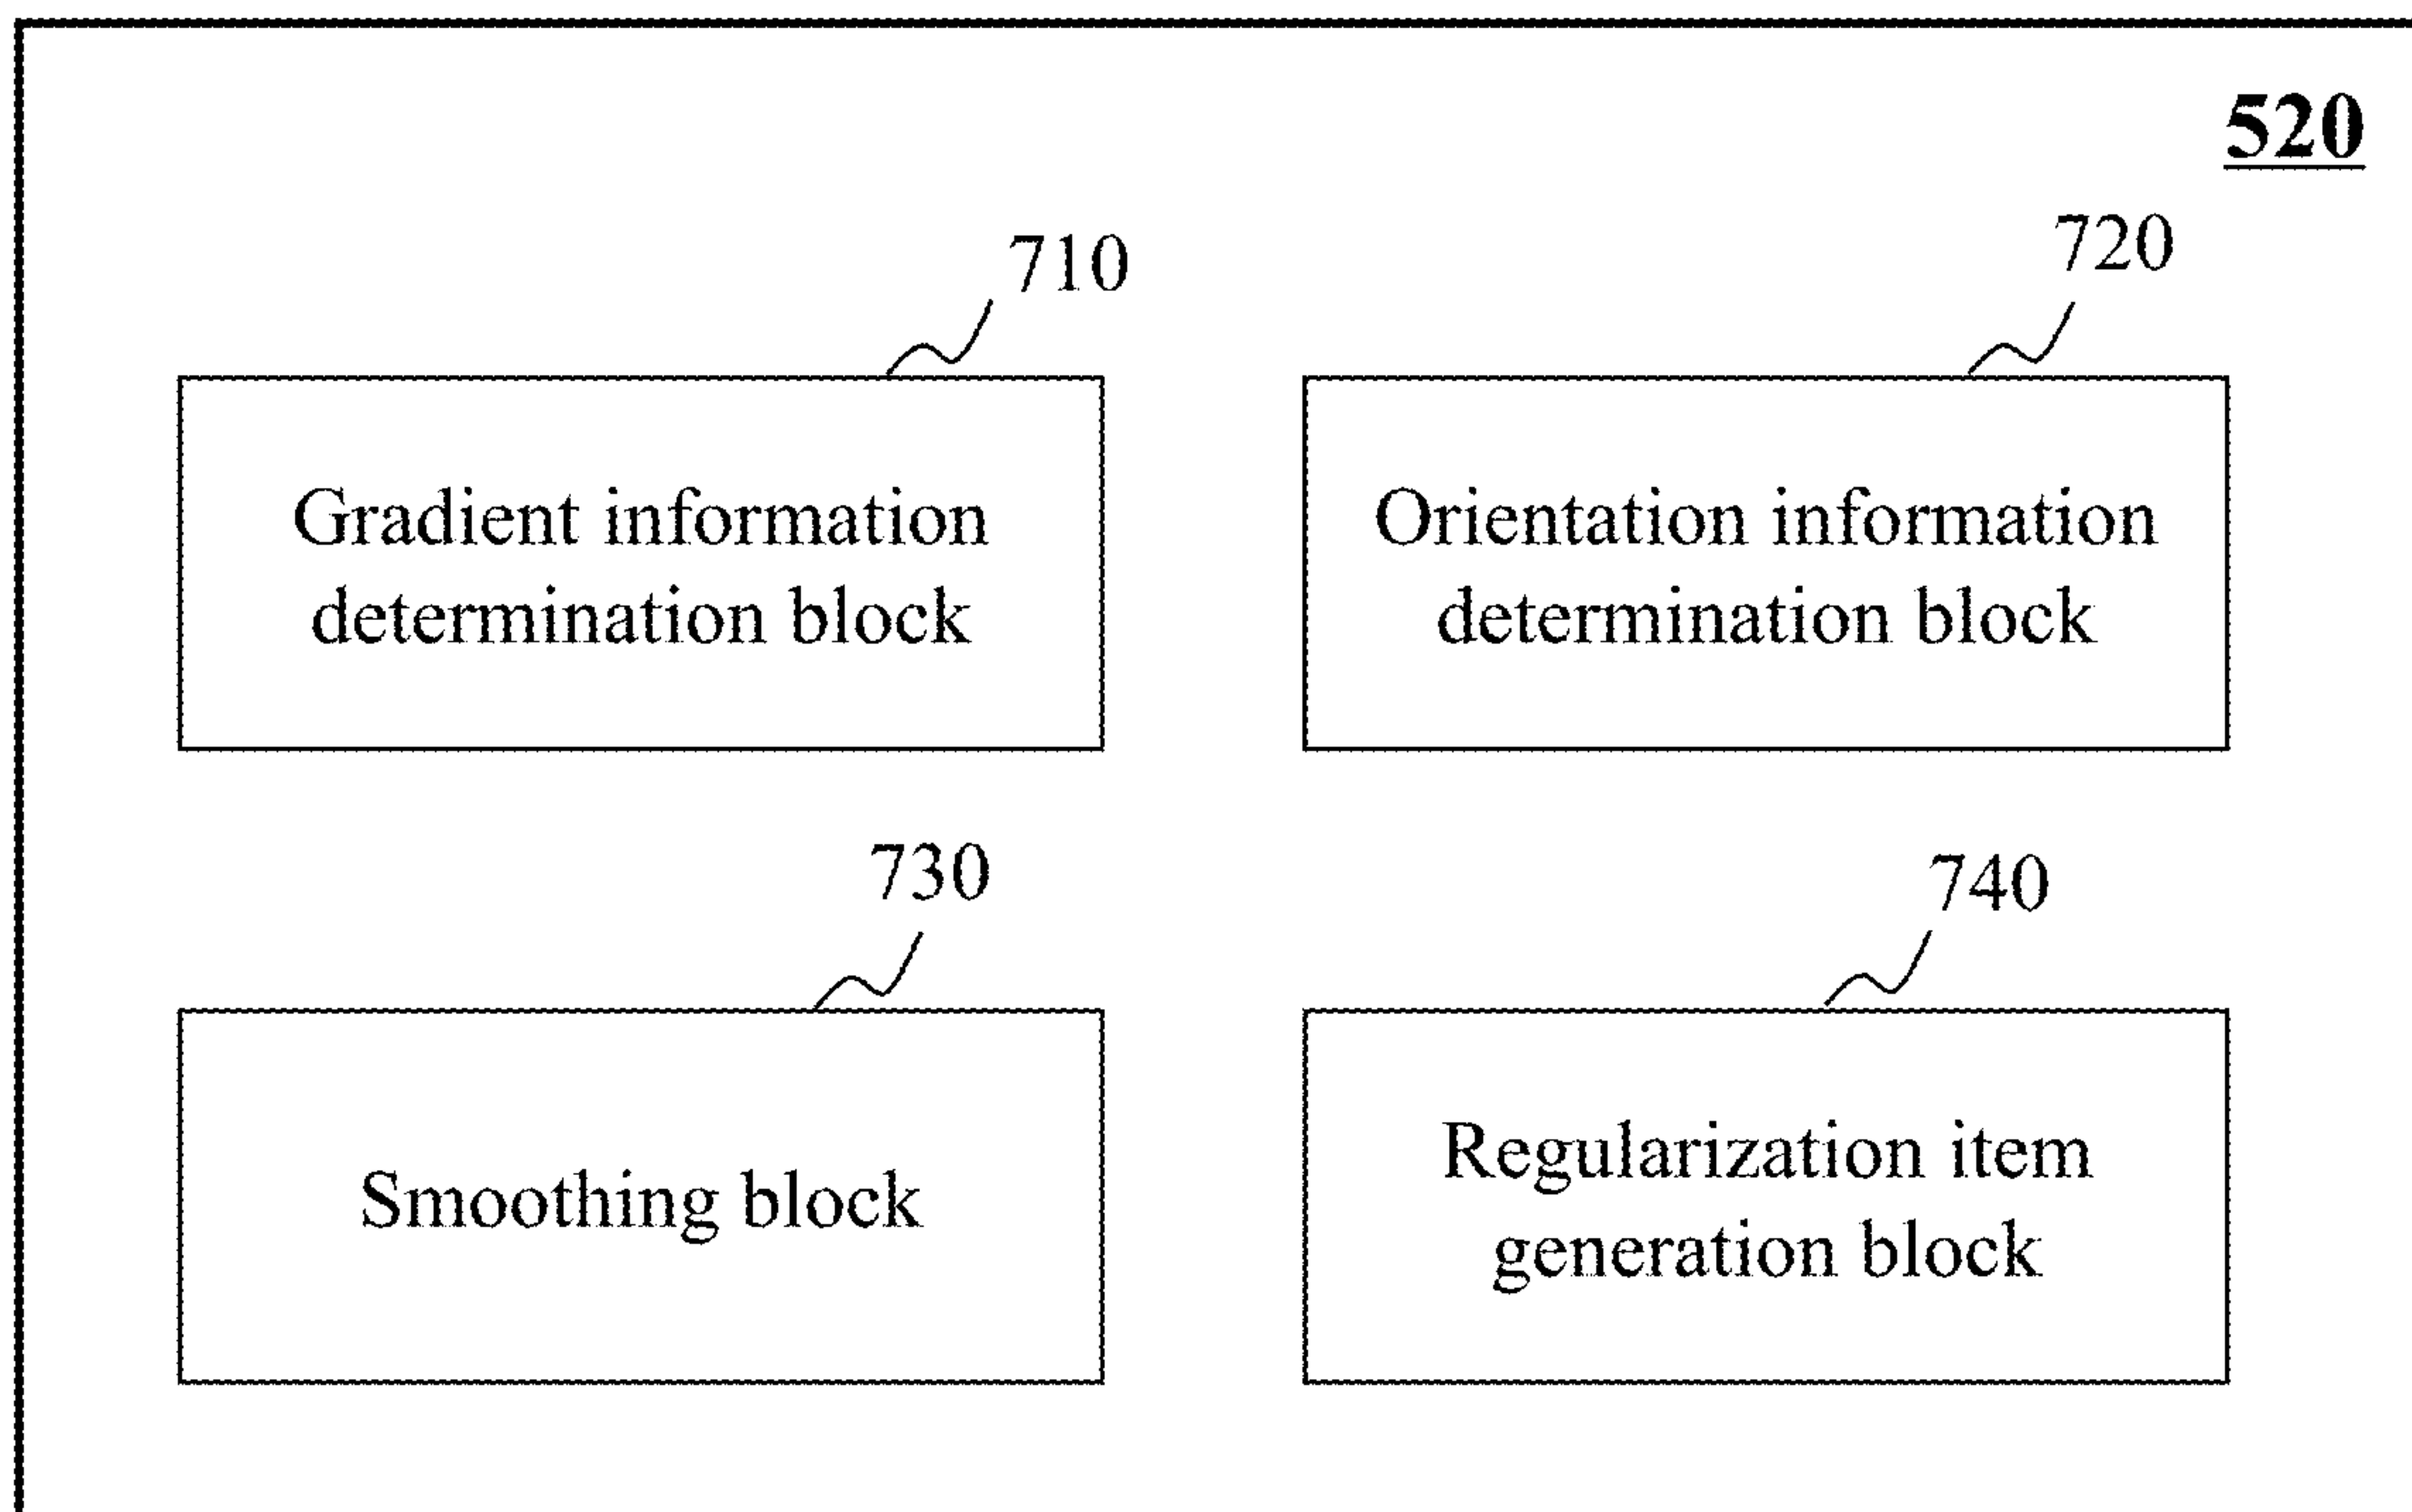 520
710
720
Gradient information
determination block
Orientation information
determination block
730
740
Smoothing block
Regularization item
generation block